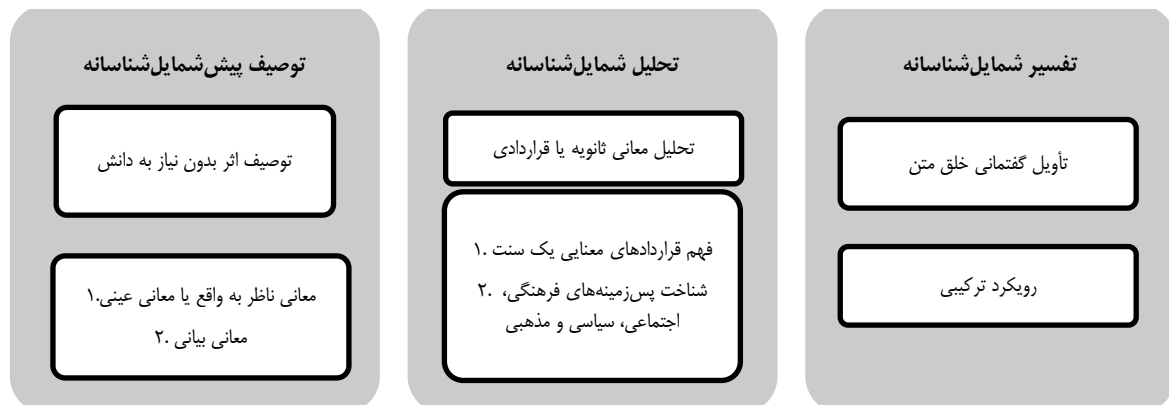 توصیف پیش‌شمایل‌شناسانه
توصیف اثر بدون نیاز به دانش
معانی ناظر به واقع یا معانی عینی.۱
معانی بیانی .۲
تحلیل شمایل‌شناسانه
تحلیل معانی ثانویه یا قراردادی
فهم قراردادهای معنایی یک سنت .۱
شناخت پس‌زمینه‌های فرهنگی، .۲
اجتماعی، سیاسی و مذهبی
تفسیر شمایل‌شناسانه
تأویل گفتمانی خلق متن
رویکرد ترکیبی